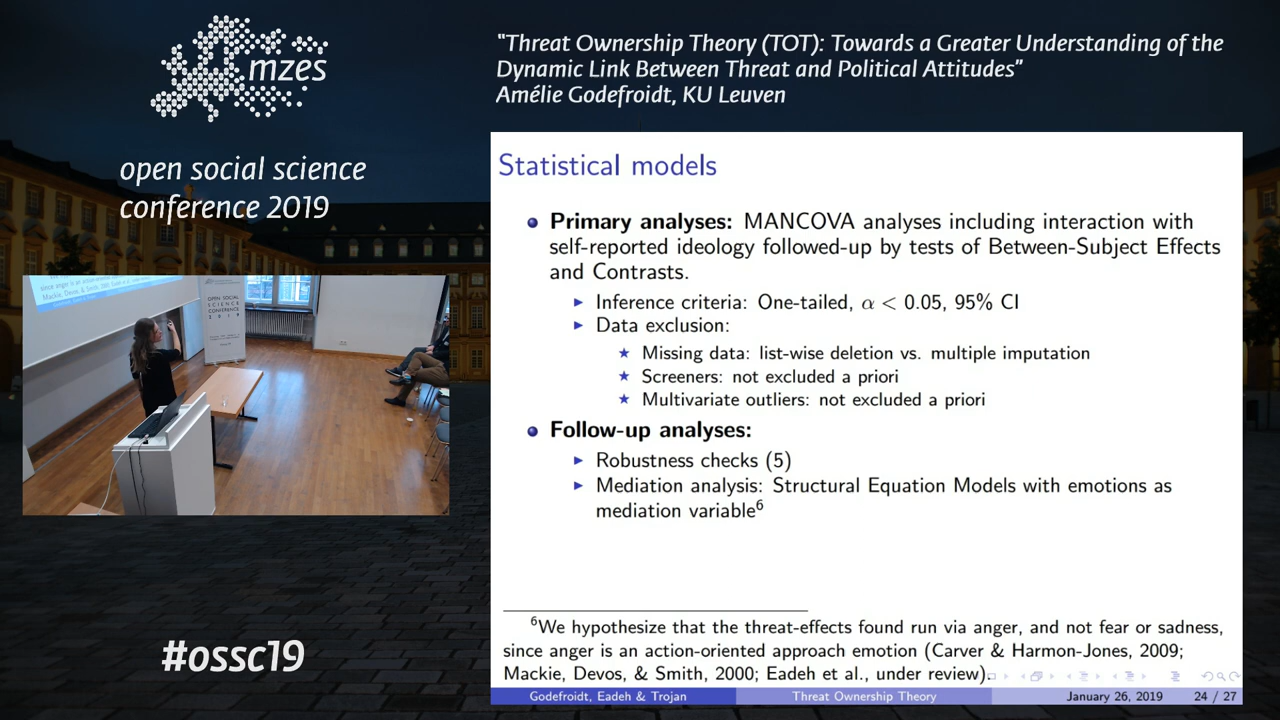 mzes
open social science
conference 2019
"Threat Ownership Theory (TOT): Towards a Greater Understanding of the
Dynamic Link Between Threat and Political Attitudes"
Amélie Godefroidt, KU Leuven
OPEN SOCIAL
SCIENCE
CONFERENCE
2019
#ossc19
Statistical models
Primary analyses: MANCOVA analyses including interaction with
self-reported ideology followed-up by tests of Between-Subject Effects
and Contrasts.
Inference criteria: One-tailed, α < 0.05, 95% CI
Data exclusion:
Missing data: list-wise deletion vs. multiple imputation
Screeners: not excluded a priori
Multivariate outliers: not excluded a priori
Follow-up analyses:
Robustness checks (5)
Mediation analysis: Structural Equation Models with emotions as
mediation variable⁶
⁶We hypothesize that the threat-effects found run via anger, and not fear or sadness,
since anger is an action-oriented approach emotion (Carver & Harmon-Jones, 2009;
Mackie, Devos, & Smith, 2000; Eadeh et al., under review).
Godefroidt, Eadeh & Trojan Threat Ownership Theory January 26, 2019 24 / 27